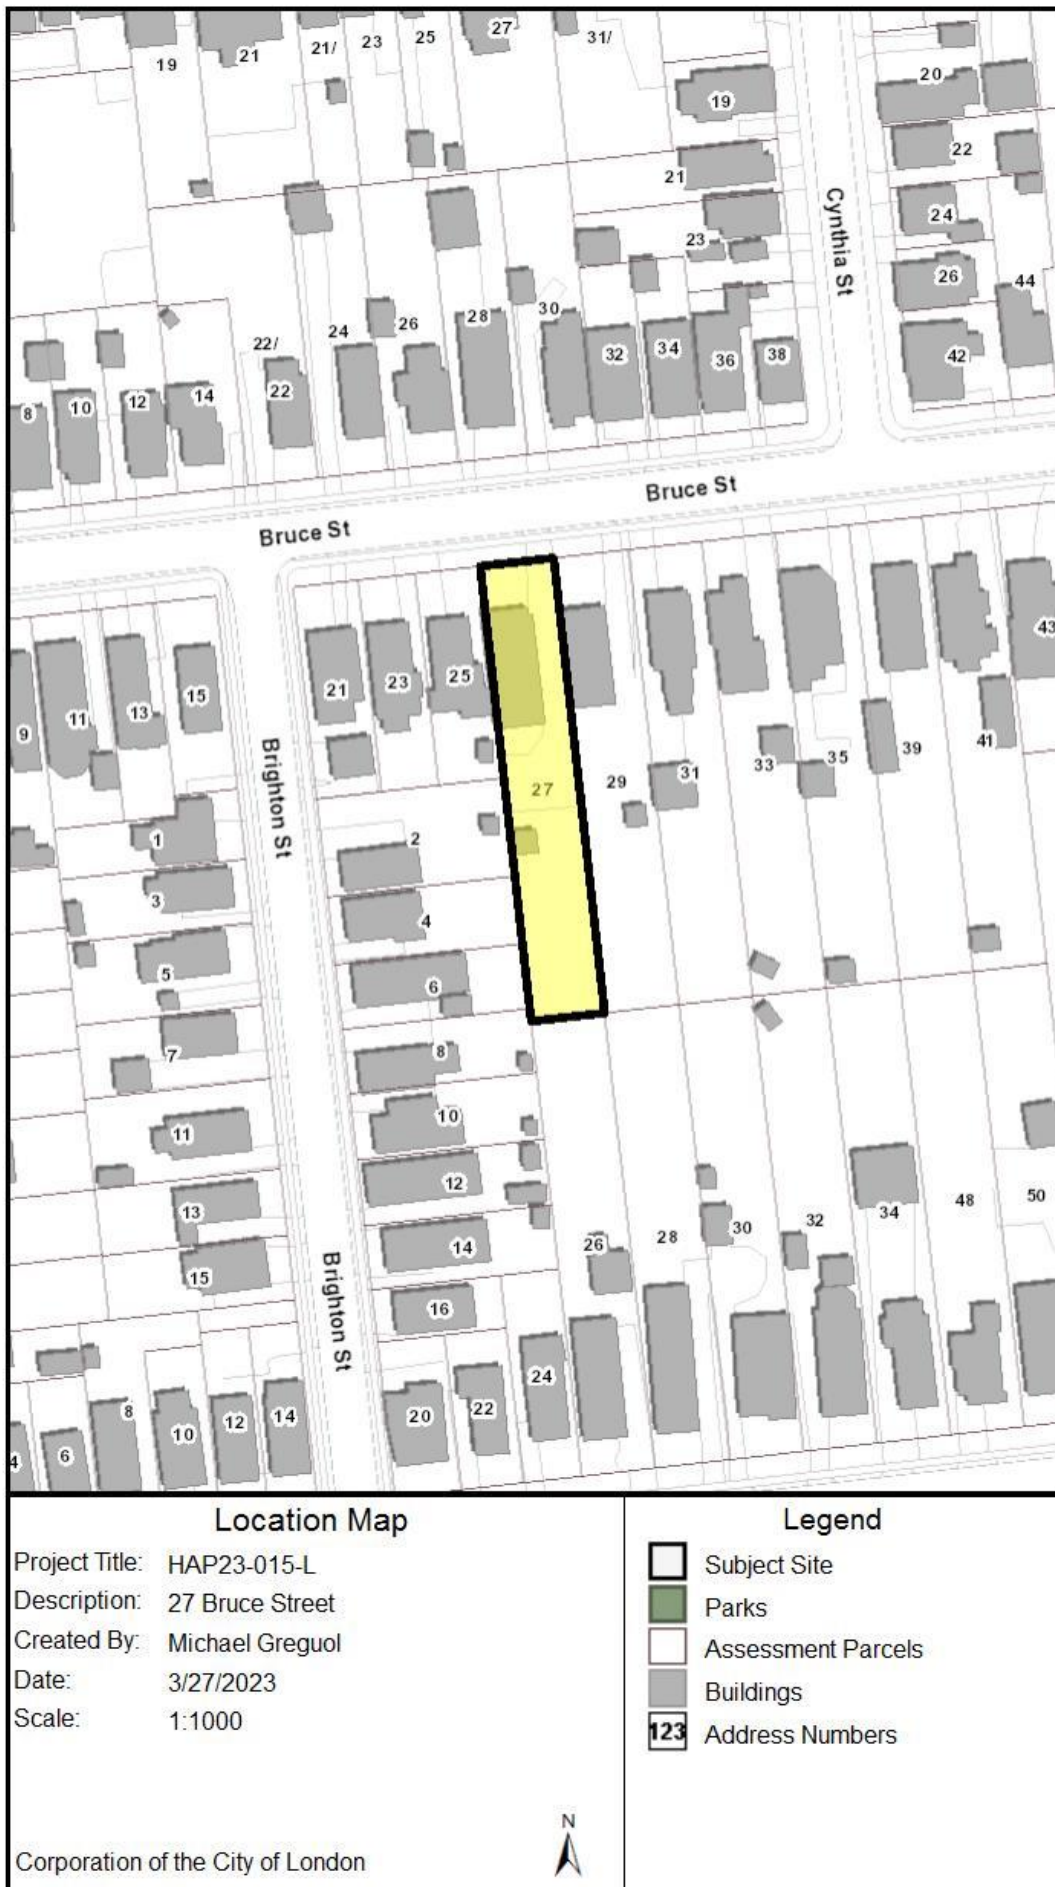 19 21 21/ 23 25 27 31/
19 20
21 22
23 24
26 44
22/ 24 26 28 30
8 10 12 14 22 32 34 36 38 42
Cynthia St
Bruce St
Bruce St
9 11 13 15 21 23 25 43
27 29 31 33 35 39 41
Brighton St
1 2
3 4
5 6
7 8
11 10
13 12
15 14
16
26 28 30 32 34 48 50
Brighton St
4 6 8 10 12 14 20 22 24
Location Map
Project Title: HAP23-015-L
Description: 27 Bruce Street
Created By: Michael Greguol
Date: 3/27/2023
Scale: 1:1000
Corporation of the City of London
N
Legend
Subject Site
Parks
Assessment Parcels
Buildings
123 Address Numbers